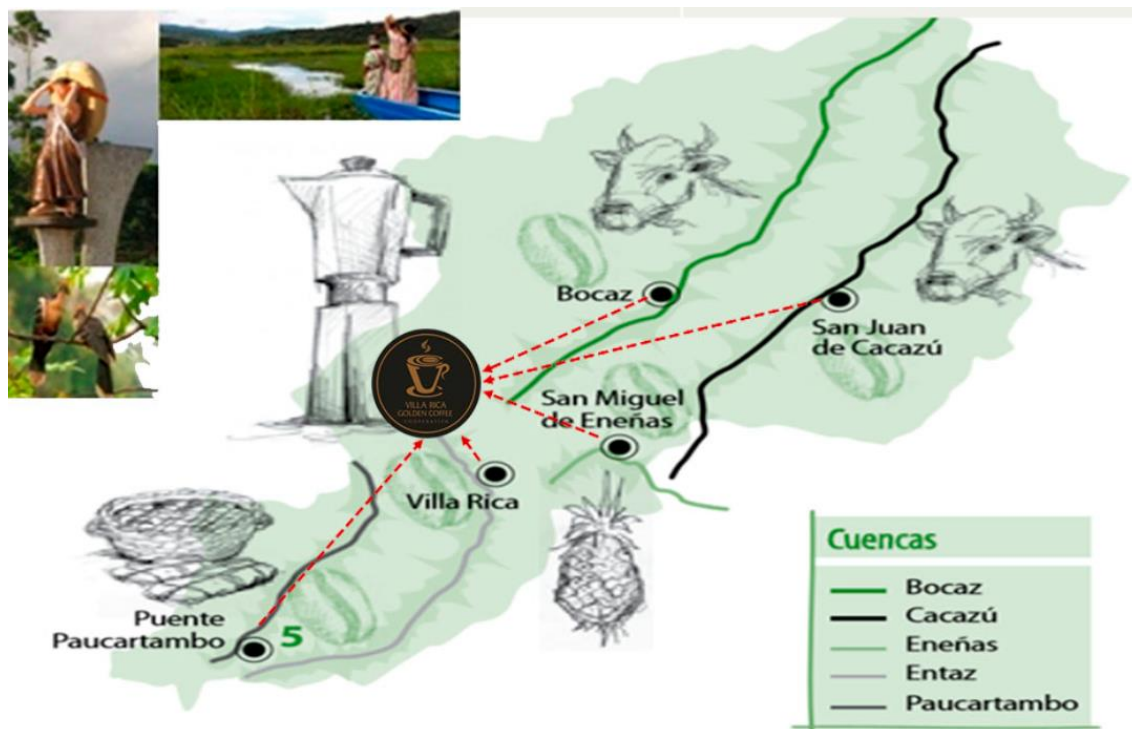 Bocaz
San Juan
de Cacazú
San Miguel
de Eneñas
VILLA RICA
GOLDEN COFFEE
COOPERATIVA
Villa Rica
Puente
Paucartambo
5
Cuencas
Bocaz
Cacazú
Eneñas
Entaz
Paucartambo